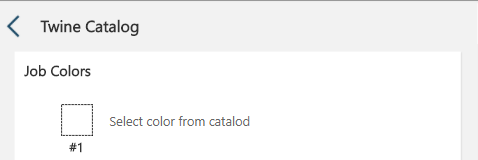 Twine Catalog
Job Colors
Select color from catalod
#1